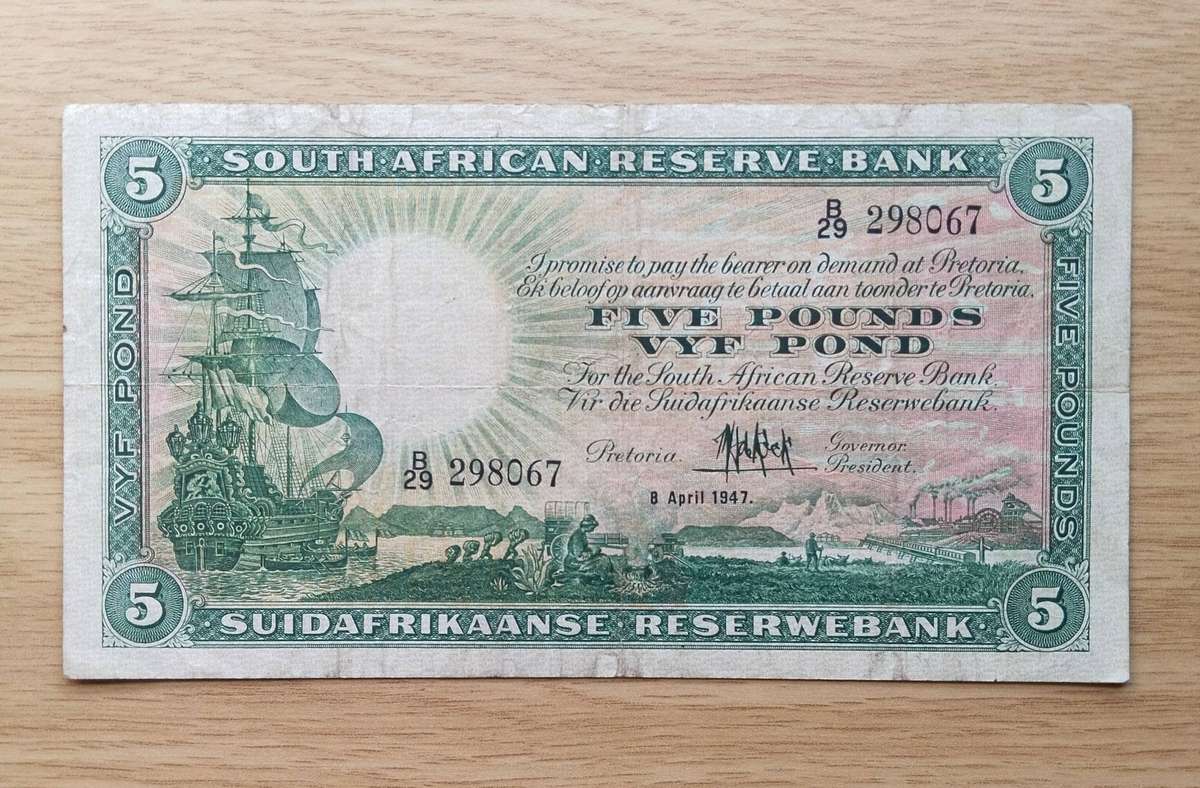 5 SOUTH·AFRICAN·RESERVE·BANK 5
B/29 298067
I promise to pay the bearer on demand at Pretoria.
Ek beloof op aanvraag te betaal aan toonder te Pretoria.
FIVE POUNDS
VYF POND
For the South African Reserve Bank.
Vir die Suidafrikaanse Reserwebank.
Pretoria. Governor.
President.
B/29 298067
8 April 1947.
VYF POND
FIVE POUNDS
5 SUIDAFRIKAANSE·RESERWEBANK 5